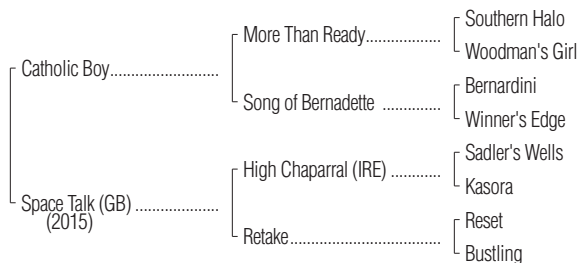 Southern Halo
More Than Ready....................
Woodman's Girl
Catholic Boy.............................
Bernardini
Song of Bernadette ...............
Winner's Edge
Sadler's Wells
High Chaparral (IRE) .............
Kasora
Space Talk (GB) ......................
(2015)
Reset
Retake........................................
Bustling